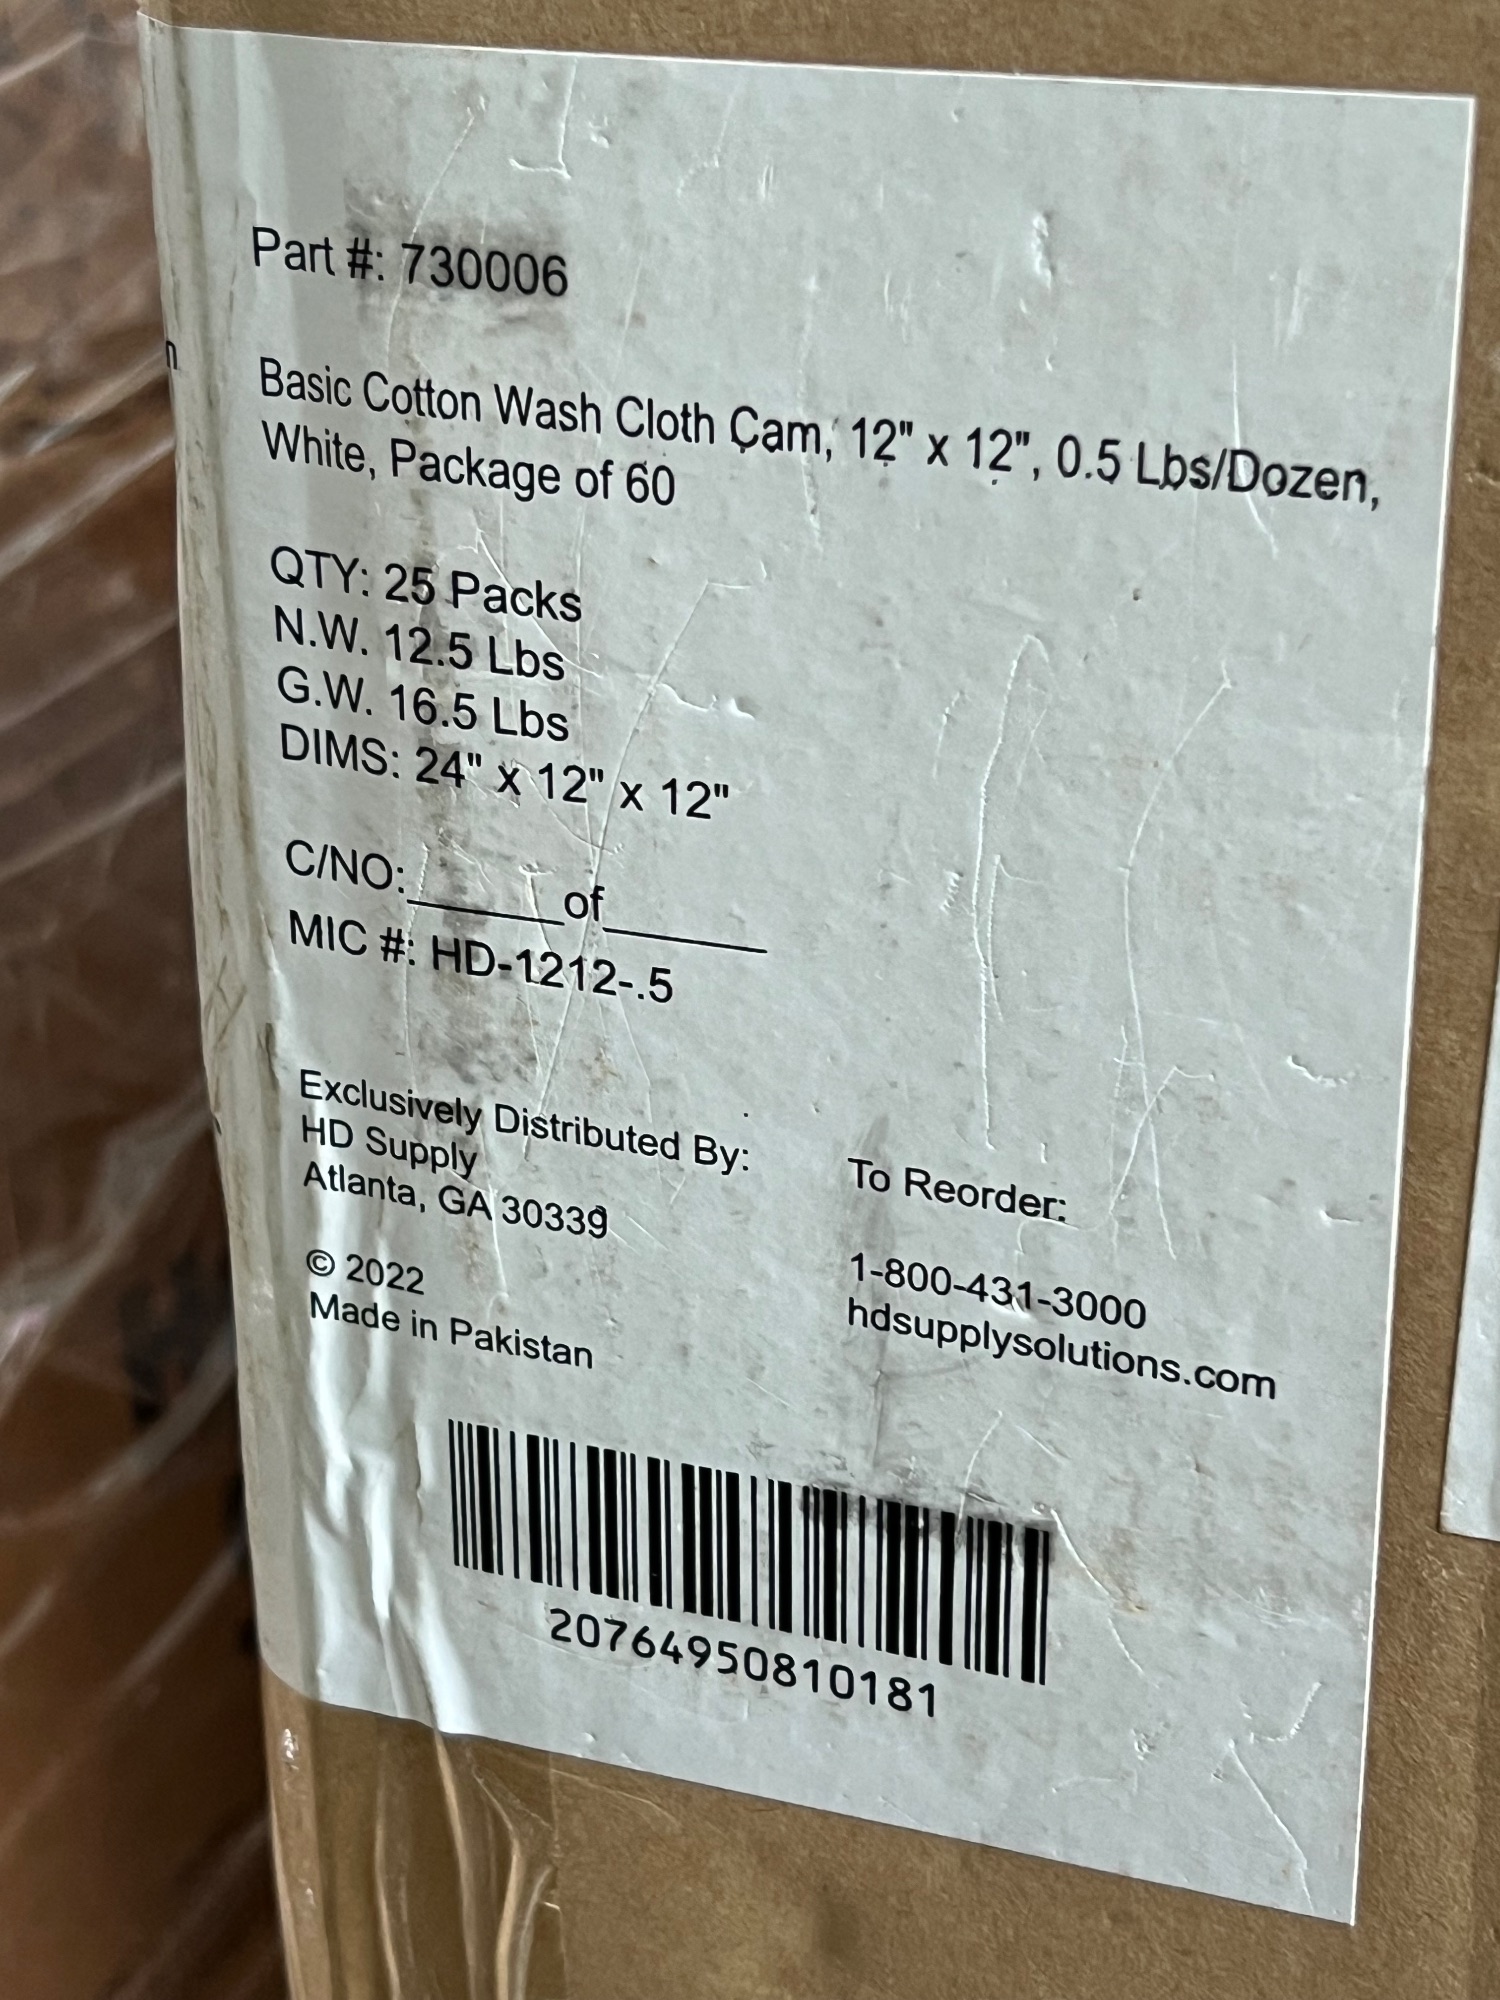 Part #: 730006
Basic Cotton Wash Cloth Cam, 12" x 12", 0.5 Lbs/Dozen,
White, Package of 60
QTY: 25 Packs
N.W. 12.5 Lbs
G.W. 16.5 Lbs
DIMS: 24" x 12" x 12"
C/NO:______of______
MIC #: HD-1212-.5
Exclusively Distributed By:
HD Supply
Atlanta, GA 30339
© 2022
Made in Pakistan
To Reorder:
1-800-431-3000
hdsupplysolutions.com
20764950810181